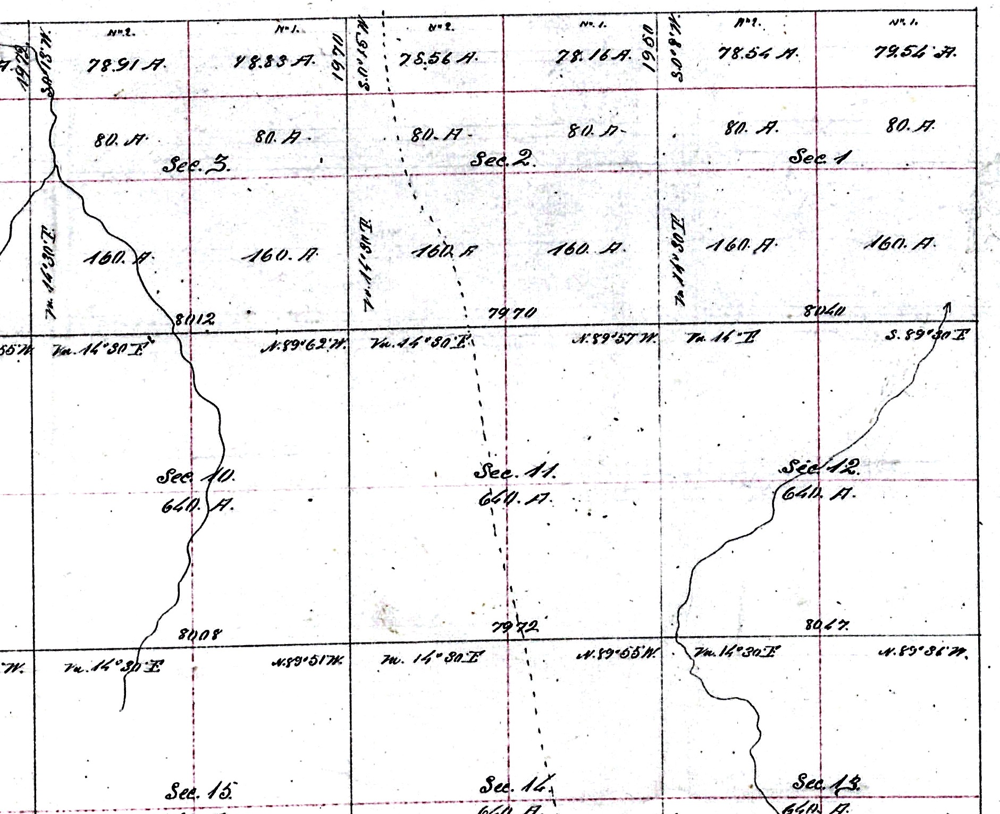 Nº 2. Nº 1. Nº 2. Nº 1. Nº 2. Nº 1.
A. 1972 78.91 A. 78.83 A. 1970 78.56 A. 78.16 A. 1960 S.0°8.W. 78.54 A. 79.54 A.
80. A. 80. A. 80. A. 80. A. 80. A. 80. A.
Sec. 3. Sec. 2. Sec. 1
Va. 14°30 E. Va. 14°30 E Va. 14°30 E
160. A. 160. A. 160. A 160. A. 160. A. 160. A.
8012 7970 8040
55'W. Va. 14°30 E N.89°62'.W. Va. 14°30'.E. N.89°57'W. Va. 14° E S. 89°30 E
Sec. 10. Sec. 11. Sec. 12.
640. A. 640. A. 640. A.
8008 7972 8047.
'W. Va. 14°30'.E N.89°51'W. Va. 14°30'.E N.89°55'W. Va. 14°30'E N.89°36'W.
Sec. 15. Sec. 14. Sec. 13.
640 A. 640. A.